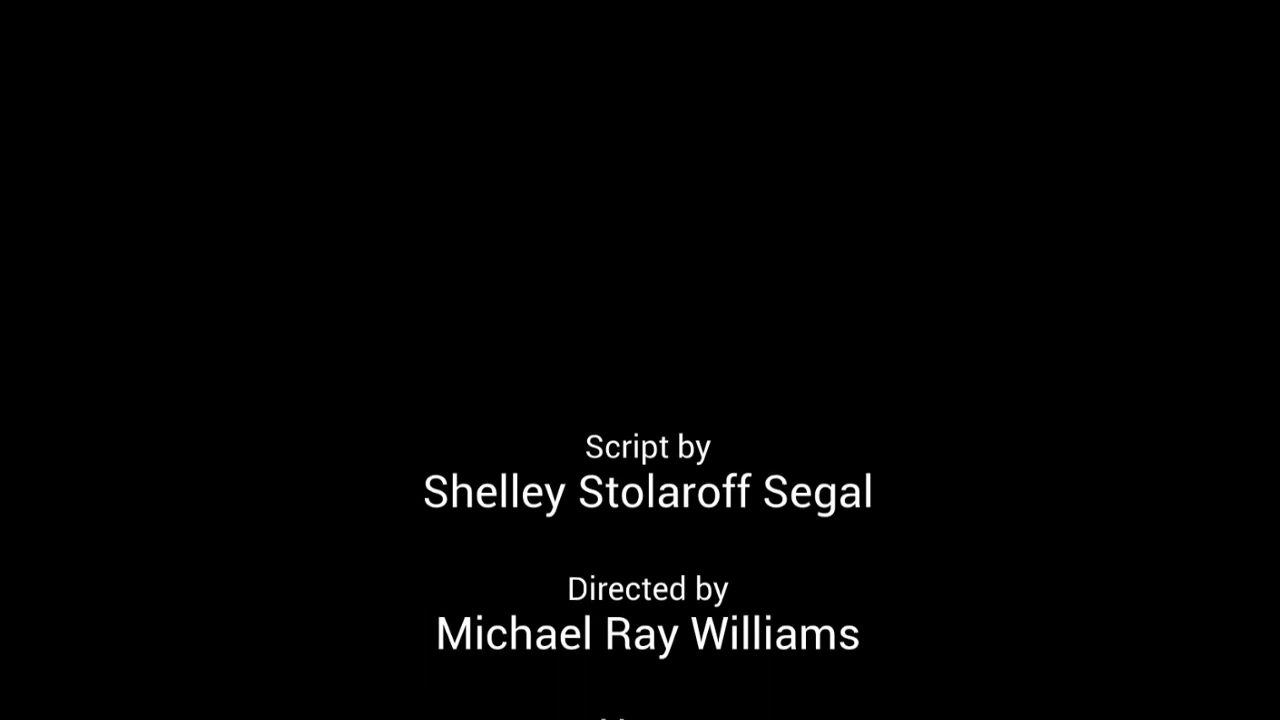 Script by
Shelley Stolaroff Segal
Directed by
Michael Ray Williams